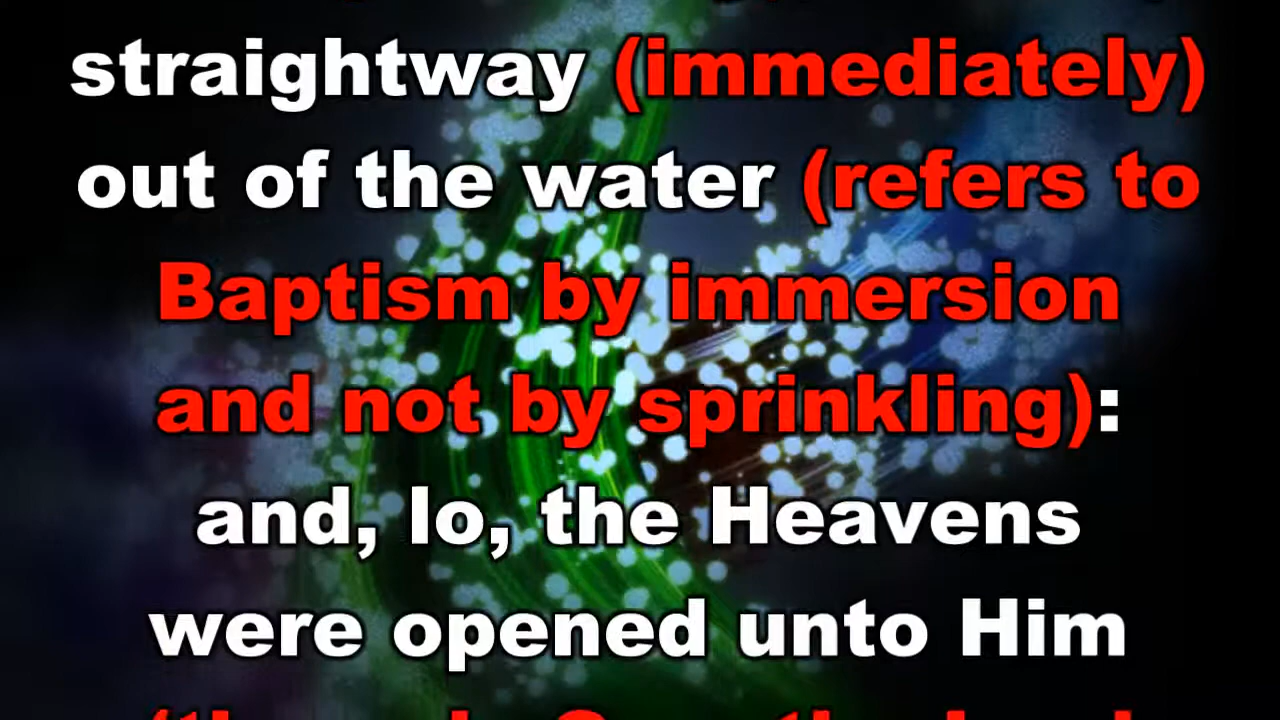 straightway (immediately)
out of the water (refers to
Baptism by immersion
and not by sprinkling):
and, lo, the Heavens
were opened unto Him